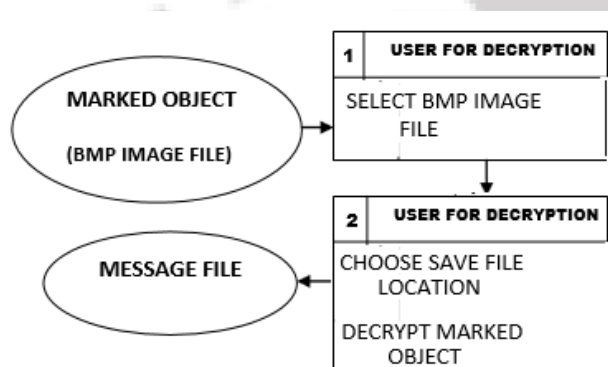 MARKED OBJECT
(BMP IMAGE FILE)
1 USER FOR DECRYPTION
SELECT BMP IMAGE
FILE
2 USER FOR DECRYPTION
CHOOSE SAVE FILE
LOCATION
DECRYPT MARKED
OBJECT
MESSAGE FILE